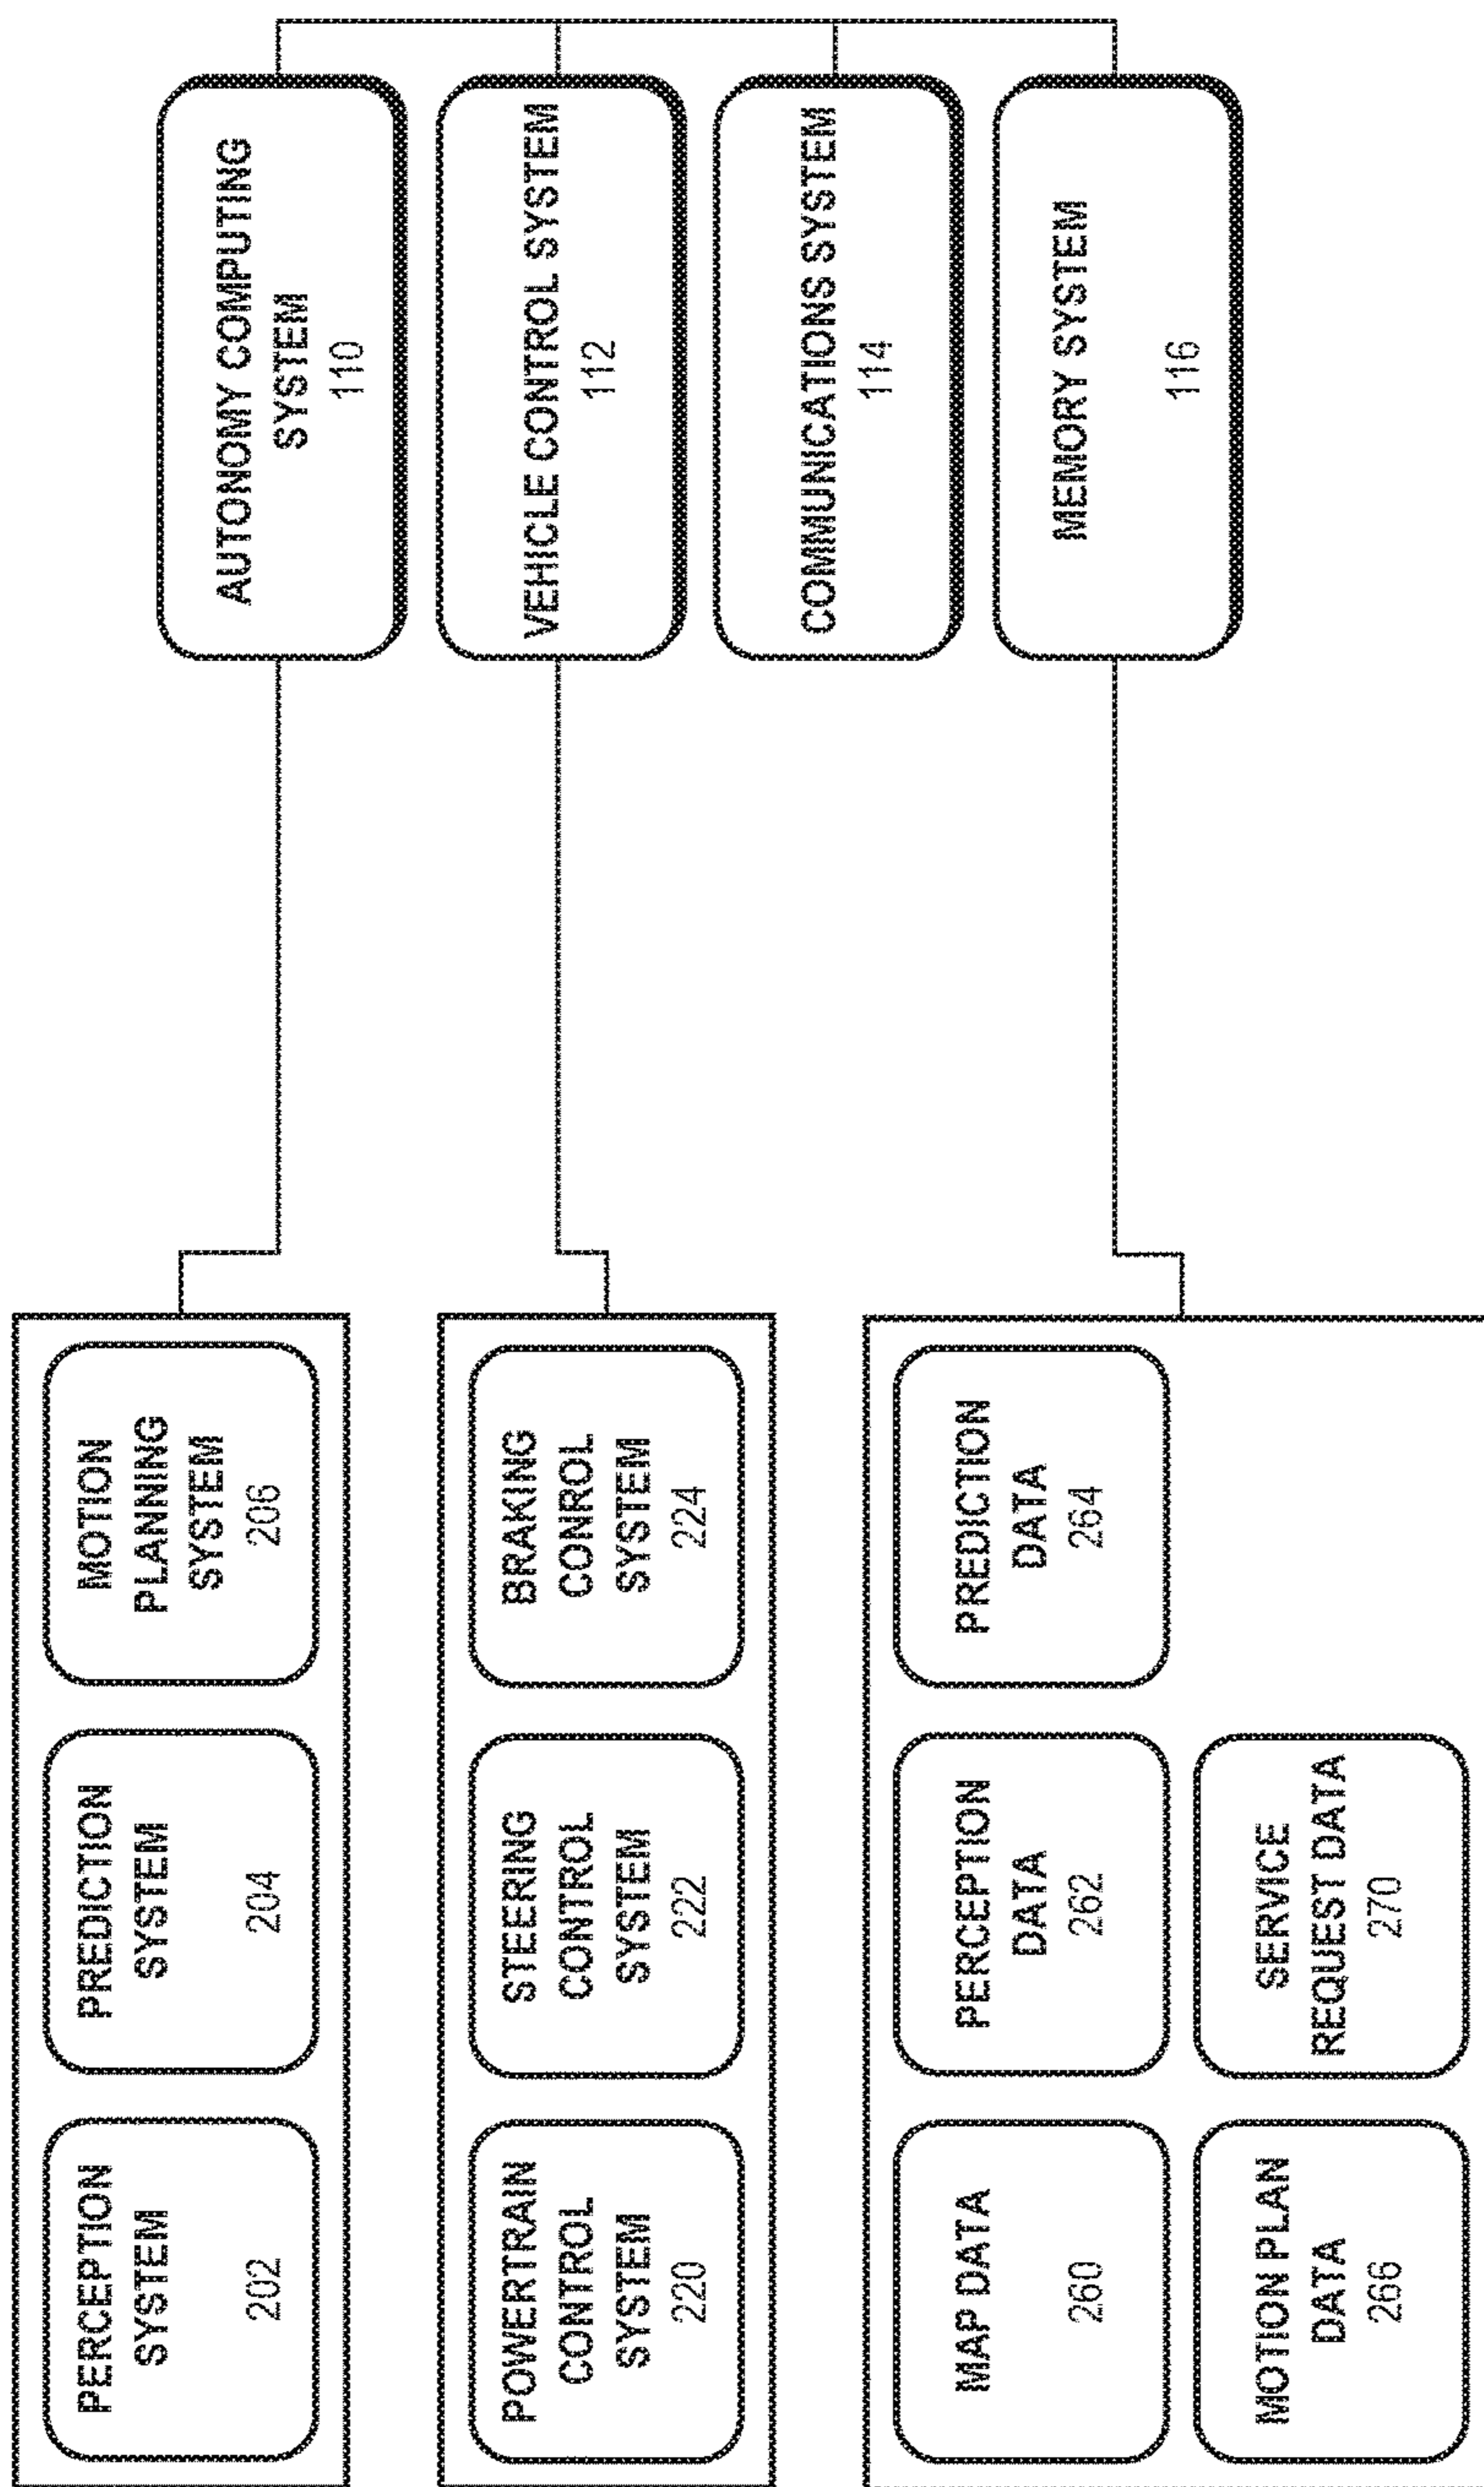 PERCEPTION
SYSTEM
202
PREDICTION
SYSTEM
204
MOTION
PLANNING
SYSTEM
206
AUTONOMY COMPUTING
SYSTEM
110
POWERTRAIN
CONTROL
SYSTEM
220
STEERING
CONTROL
SYSTEM
222
BRAKING
CONROL
SYSTEM
224
VEHICLE CONTROL SYSTEM
112
COMMUNICATIONS SYSTEM
114
MAP DATA
260
PERCEPTION
DATA
262
PREDICTION
DATA
264
MOTION PLAN
DATA
266
SERVICE
REQUEST DATA
270
MEMORY SYSTEM
116